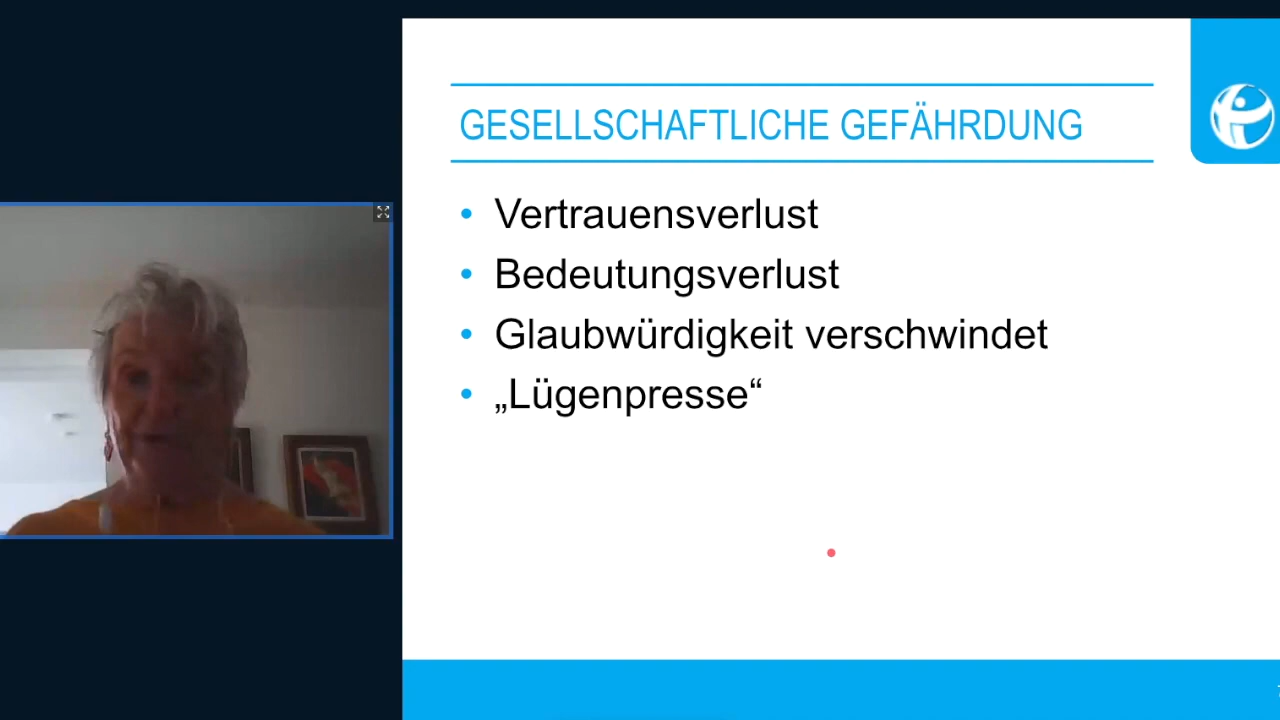 GESELLSCHAFTLICHE GEFÄHRDUNG
• Vertrauensverlust
• Bedeutungsverlust
• Glaubwürdigkeit verschwindet
• „Lügenpresse“